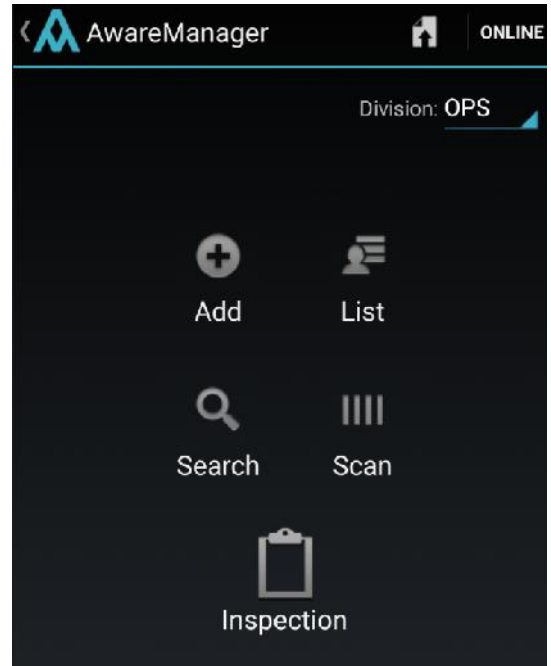 AwareManager ONLINE
Division: OPS
Add List
Search Scan
Inspection